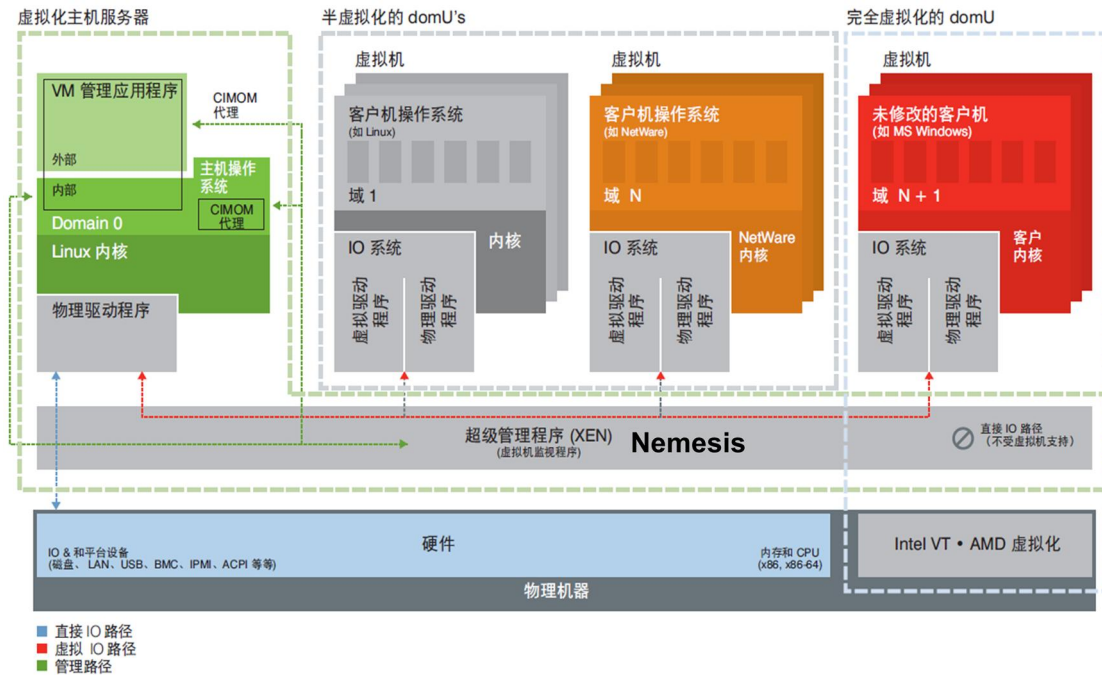 虚拟化主机服务器
半虚拟化的 domU's
完全虚拟化的 domU
VM 管理应用程序
外部
内部
CIMOM
代理
主机操作
系统
CIMOM
代理
Domain 0
Linux 内核
物理驱动程序
虚拟机
客户机操作系统
(如 Linux)
域 1
内核
IO 系统
虚拟驱动
程序
物理驱动
程序
虚拟机
客户机操作系统
(如 NetWare)
域 N
NetWare
内核
IO 系统
虚拟驱动
程序
物理驱动
程序
虚拟机
未修改的客户机
(如 MS Windows)
域 N + 1
客户
内核
IO 系统
虚拟驱动
程序
物理驱动
程序
超级管理程序 (XEN)
(虚拟机监视程序)
Nemesis
直接 IO 路径
(不受虚拟机支持)
硬件
IO & 和平台设备
(磁盘、LAN、USB、BMC、IPMI、ACPI 等等)
内存和 CPU
(x86, x86-64)
Intel VT • AMD 虚拟化
物理机器
直接 IO 路径
虚拟 IO 路径
管理路径